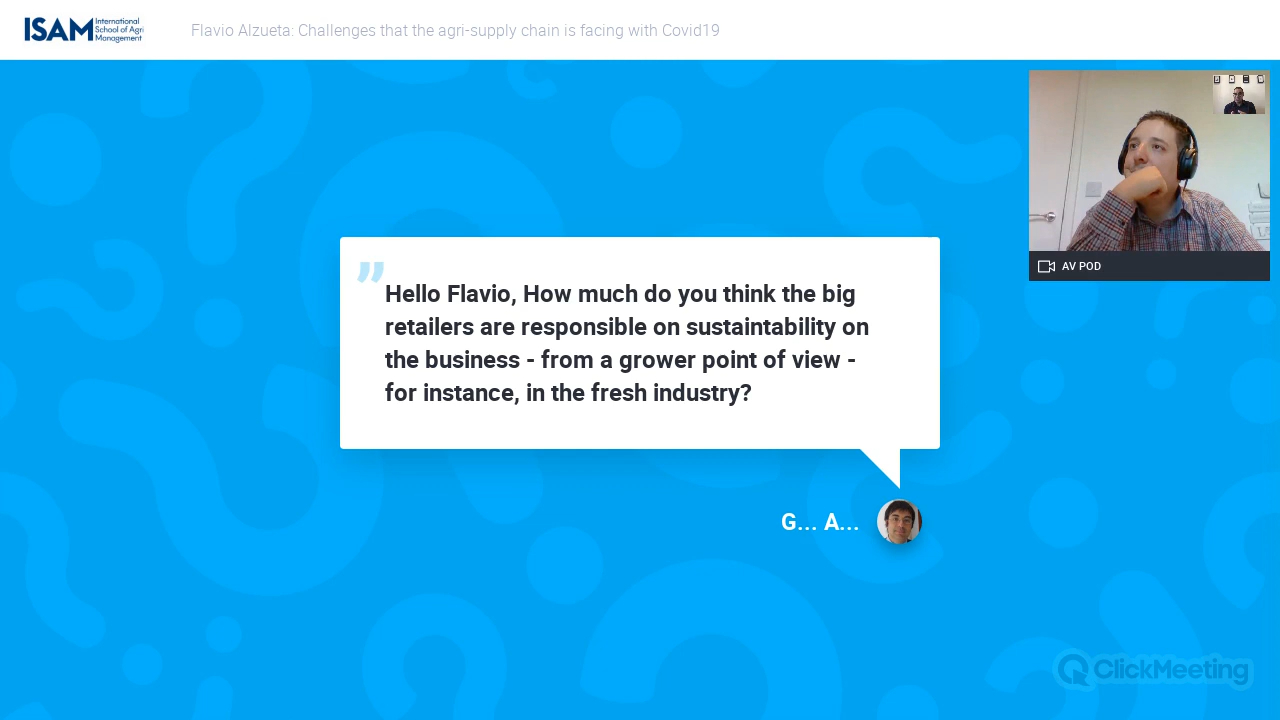 ISAM International
School of Agri
Management
Flavio Alzueta: Challenges that the agri-supply chain is facing with Covid19
AV POD
"
Hello Flavio, How much do you think the big
retailers are responsible on sustaintability on
the business - from a grower point of view -
for instance, in the fresh industry?
G... A...
ClickMeeting